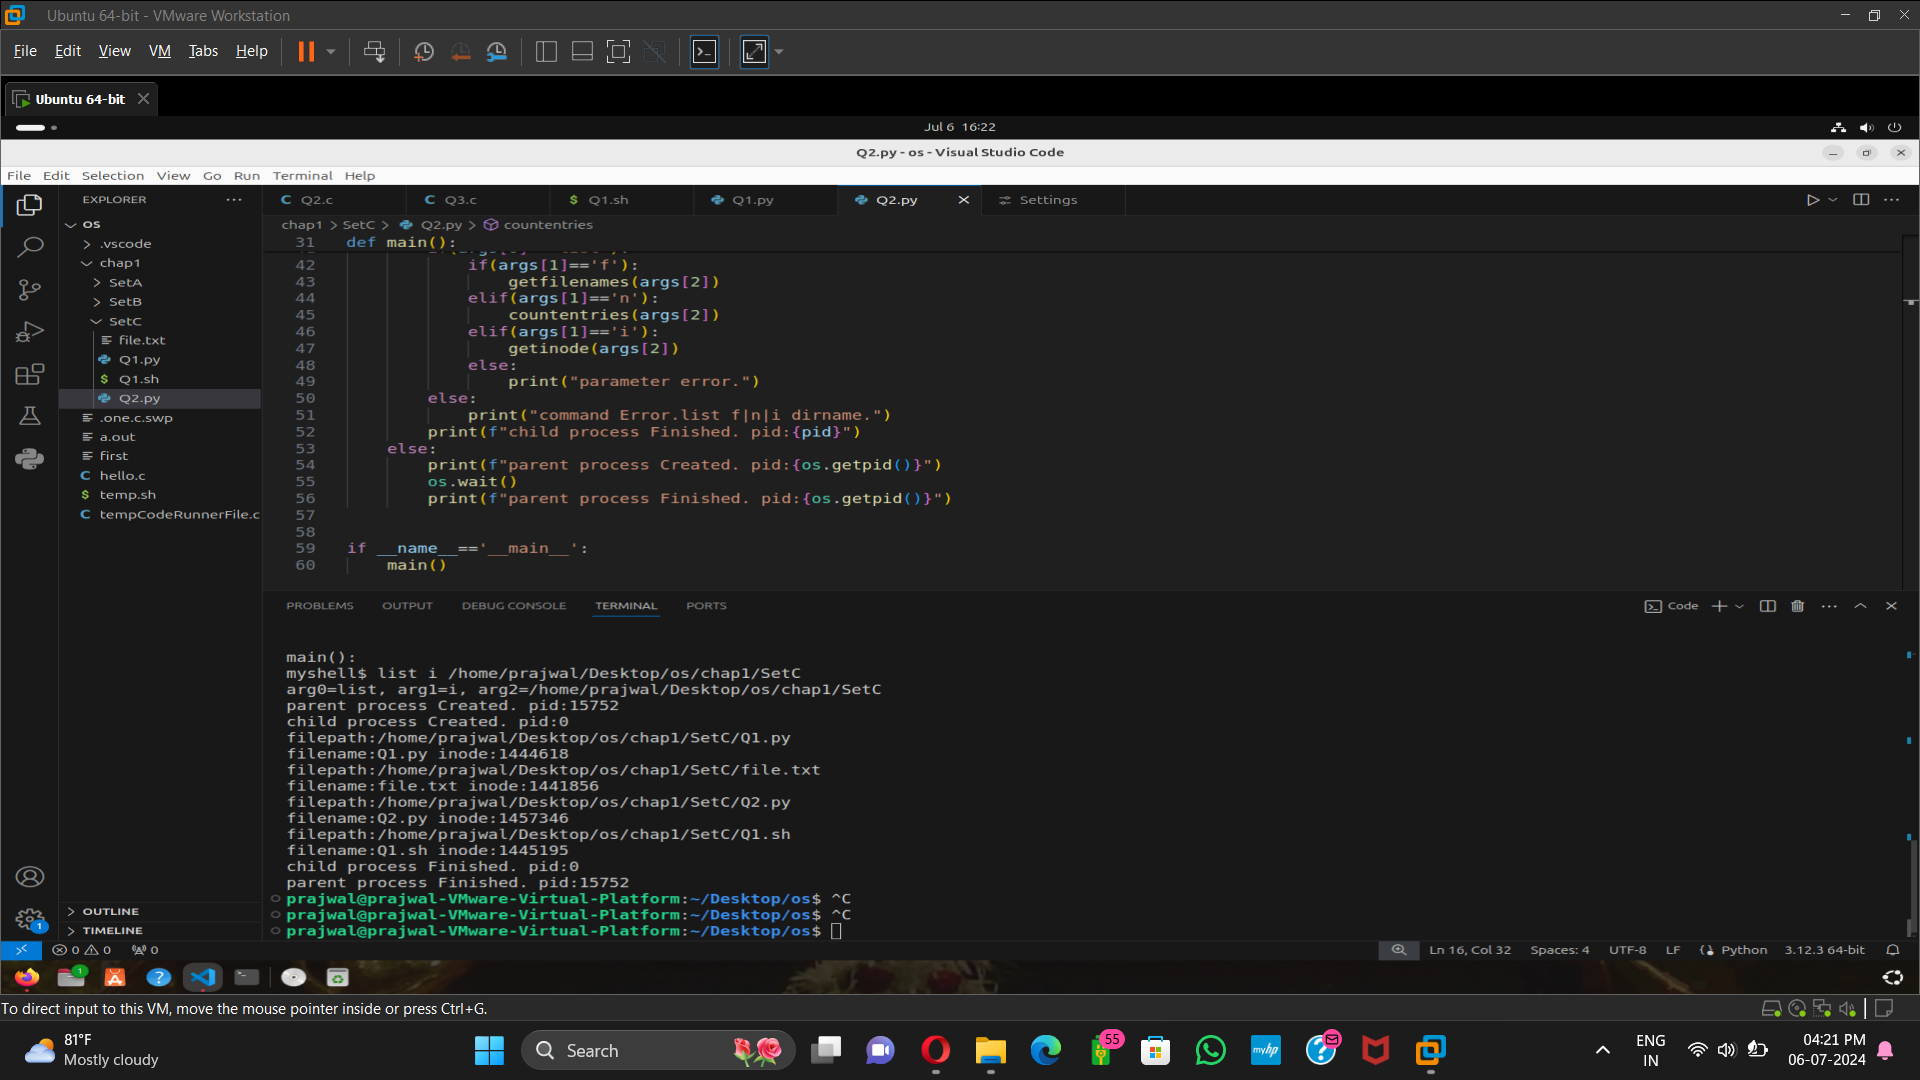 Ubuntu 64-bit - VMware Workstation
File Edit View VM Tabs Help
Ubuntu 64-bit
Jul 6 16:22
Q2.py - os - Visual Studio Code
File Edit Selection View Go Run Terminal Help
EXPLORER
OS
.vscode
chap1
SetA
SetB
SetC
file.txt
Q1.py
Q1.sh
Q2.py
.one.c.swp
a.out
first
hello.c
temp.sh
tempCodeRunnerFile.c
OUTLINE
TIMELINE
C Q2.c C Q3.c $ Q1.sh Q1.py Q2.py Settings
chap1 > SetC > Q2.py > countentries
31 def main():
42 if(args[1]=='f'):
43 getfilenames(args[2])
44 elif(args[1]=='n'):
45 countentries(args[2])
46 elif(args[1]=='i'):
47 getinode(args[2])
48 else:
49 print("parameter error.")
50 else:
51 print("command Error.list f|n|i dirname.")
52 print(f"child process Finished. pid:{pid}")
53 else:
54 print(f"parent process Created. pid:{os.getpid()}")
55 os.wait()
56 print(f"parent process Finished. pid:{os.getpid()}")
57
58
59 if __name__=='__main__':
60 main()
PROBLEMS OUTPUT DEBUG CONSOLE TERMINAL PORTS
Code
main():
myshell$ list i /home/prajwal/Desktop/os/chap1/SetC
arg0=list, arg1=i, arg2=/home/prajwal/Desktop/os/chap1/SetC
parent process Created. pid:15752
child process Created. pid:0
filepath:/home/prajwal/Desktop/os/chap1/SetC/Q1.py
filename:Q1.py inode:1444618
filepath:/home/prajwal/Desktop/os/chap1/SetC/file.txt
filename:file.txt inode:1441856
filepath:/home/prajwal/Desktop/os/chap1/SetC/Q2.py
filename:Q2.py inode:1457346
filepath:/home/prajwal/Desktop/os/chap1/SetC/Q1.sh
filename:Q1.sh inode:1445195
child process Finished. pid:0
parent process Finished. pid:15752
prajwal@prajwal-VMware-Virtual-Platform:~/Desktop/os$ ^C
prajwal@prajwal-VMware-Virtual-Platform:~/Desktop/os$ ^C
prajwal@prajwal-VMware-Virtual-Platform:~/Desktop/os$
1
0 0 0 Ln 16, Col 32 Spaces: 4 UTF-8 LF Python 3.12.3 64-bit
1
To direct input to this VM, move the mouse pointer inside or press Ctrl+G.
81°F
Mostly cloudy
Search
55
myhp
ENG
IN
04:21 PM
06-07-2024